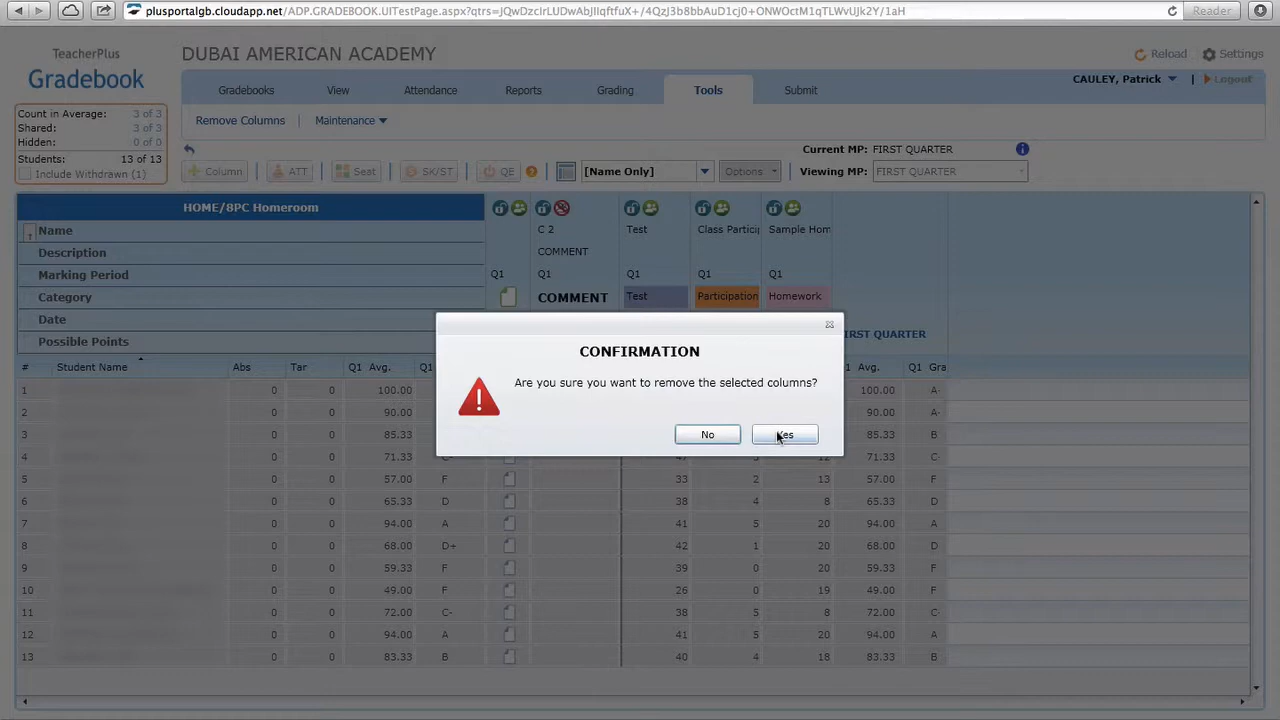 plusportalgb.cloudapp.net/ADP.GRADEBOOK.UITestPage.aspx?qtrs=JQwDzcirLUDwAbJIlqftfuX+/4QzJ3b8bbAuD1cj0+ONWOctM1qTLWvUJk2Y/1aH Reader
TeacherPlus
Gradebook
DUBAI AMERICAN ACADEMY
Reload Settings
CAULEY, Patrick Logout
Gradebooks View Attendance Reports Grading Tools Submit
Remove Columns Maintenance
Count in Average: 3 of 3
Shared: 3 of 3
Hidden: 0 of 0
Students: 13 of 13
Include Withdrawn (1)
Current MP: FIRST QUARTER
Column ATT Seat SK/ST QE [Name Only] Options Viewing MP: FIRST QUARTER
HOME/8PC Homeroom
Name C 2 Test Class Partici Sample Hom
Description COMMENT
Marking Period Q1 Q1 Q1 Q1 Q1
Category COMMENT Test Participation Homework
Date
Possible Points
FIRST QUARTER
# Student Name Abs Tar Q1 Avg. Q1 Avg. Q1 Gra
CONFIRMATION
Are you sure you want to remove the selected columns?
No Yes
1 0 0 100.00 100.00 A-
2 0 0 90.00 90.00 A-
3 0 0 85.33 85.33 B
4 0 0 71.33 C- 47 3 12 71.33 C-
5 0 0 57.00 F 33 2 13 57.00 F
6 0 0 65.33 D 38 4 8 65.33 D
7 0 0 94.00 A 41 5 20 94.00 A
8 0 0 68.00 D+ 42 1 20 68.00 D
9 0 0 59.33 F 39 0 20 59.33 F
10 0 0 49.00 F 26 0 19 49.00 F
11 0 0 72.00 C- 38 5 8 72.00 C-
12 0 0 94.00 A 41 5 20 94.00 A
13 0 0 83.33 B 40 4 18 83.33 B